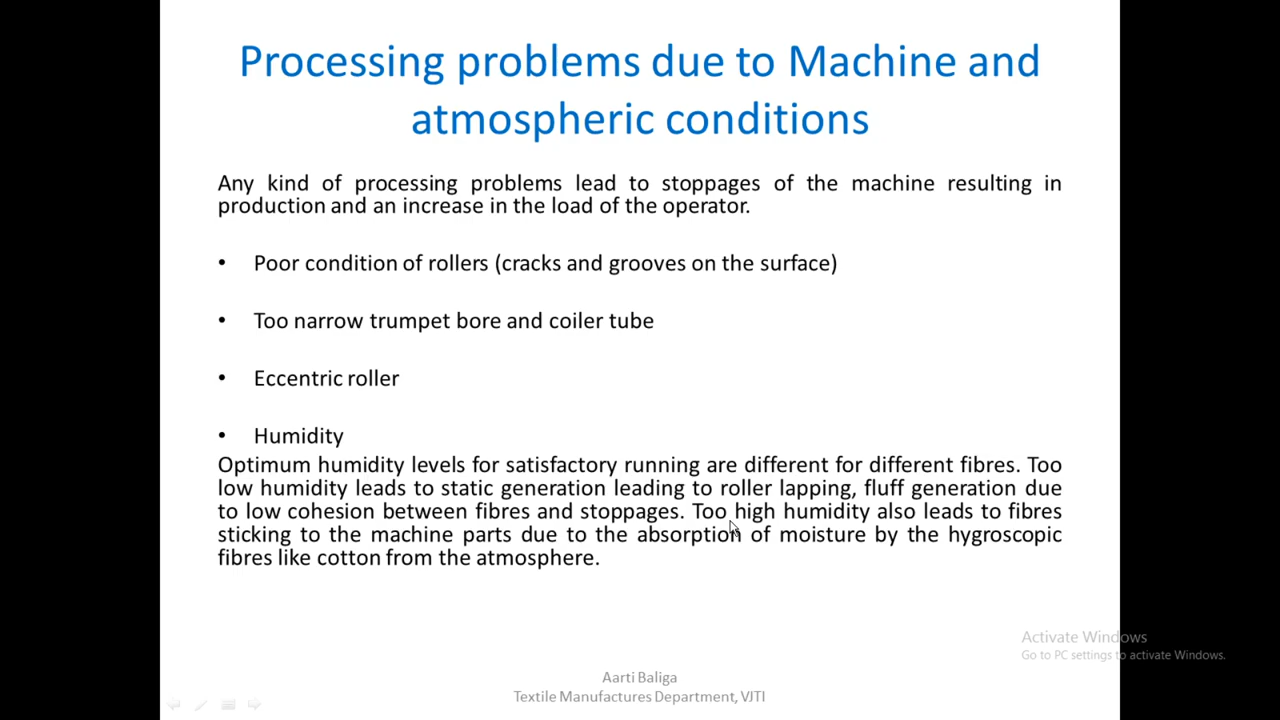 Processing problems due to Machine and
atmospheric conditions
Any kind of processing problems lead to stoppages of the machine resulting in
production and an increase in the load of the operator.
• Poor condition of rollers (cracks and grooves on the surface)
• Too narrow trumpet bore and coiler tube
• Eccentric roller
• Humidity
Optimum humidity levels for satisfactory running are different for different fibres. Too
low humidity leads to static generation leading to roller lapping, fluff generation due
to low cohesion between fibres and stoppages. Too high humidity also leads to fibres
sticking to the machine parts due to the absorption of moisture by the hygroscopic
fibres like cotton from the atmosphere.
Activate Windows
Go to PC settings to activate Windows.
Aarti Baliga
Textile Manufactures Department, VJTI